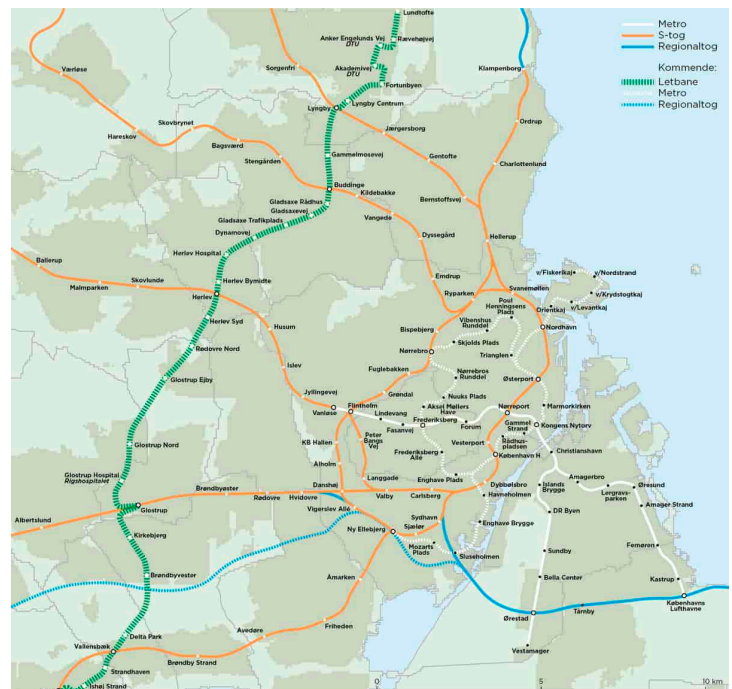 Metro
S-tog
Regionaltog
Kommende:
Letbane
Metro
Regionaltog
Lundtofte
Anker Engelunds Vej
DTU
Rævehøjvej
Akademivej
DTU
Fortunbyen
Sorgenfri
Klampenborg
Værløse
Lyngby
Lyngby Centrum
Skovbrynet
Hareskov
Bagsværd
Stengården
Jægersborg
Ordrup
Gammelmosevej
Gentofte
Charlottenlund
Buddinge
Kildebakke
Bernstoftsvej
Gladsaxe Rådhus
Gladsaxevej
Gladsaxe Trafikplads
Dynamovej
Vangede
Dyssegård
Hellerup
Herlev Hospital
Ballerup
Malmparken
Skovlunde
Herlev Bymidte
Herlev
Emdrup
Ryparken
Svanemøllen
v/Fiskerikaj
v/Nordstrand
v/Krydstogtkaj
v/Levantkaj
Orientkaj
Nordhavn
Poul
Hennings­ens
Plads
Vibenshus
Runddel
Herlev Syd
Husum
Bispebjerg
Skjolds Plads
Rødovre Nord
Nørrebro
Trianglen
Islev
Fuglebakken
Nørrebros
Runddel
Glostrup Ejby
Østerport
Jyllingevej
Grøndal
Nuuks Plads
Vanløse
Flintholm
Lindevang
Fasanvej
Aksel Møllers
Have
Frederiksberg
Forum
Nørreport
Marmorkirken
Gammel
Strand
Kongens Nytorv
Glostrup Nord
KB Hallen
Peter
Bangs
Vej
Vesterport
Rådhus-
pladsen
Christianshavn
Frederiksberg
Allé
København H
Alholm
Glostrup Hospital
Rigshospitalet
Langgade
Enghave Plads
Dybbølsbro
Islands
Brygge
Amagerbro
Øresund
Lergravs-
parken
Amager Strand
Brøndbyøster
Rødovre
Hvidovre
Danshøj
Valby
Carlsberg
Havneholmen
Albertslund
Glostrup
Vigerslev Allé
Sydhavn
DR Byen
Kirkebjerg
Ny Ellebjerg
Sjælør
Enghave Brygge
Femøren
Mozarts
Plads
Sluseholmen
Sundby
Brøndbyvester
Åmarken
Bella Center
Kastrup
Københavns
Lufthavne
Ørestad
Tårnby
Delta Park
Avedøre
Friheden
Vallensbæk
Brøndby Strand
Vestamager
Strandhaven
Ishøj Strand
0
5
10 km